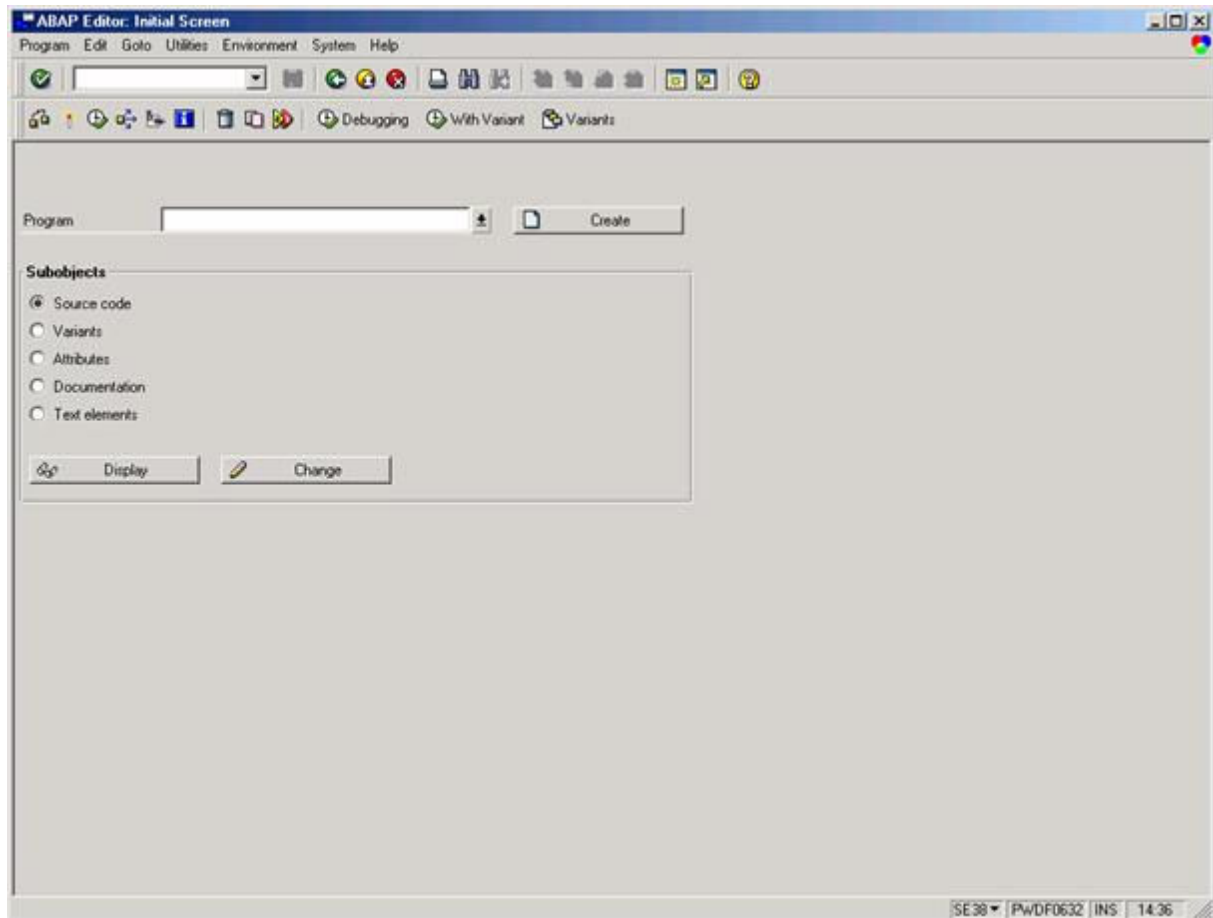 ABAP Editor: Initial Screen
Program Edit Goto Utilities Environment System Help
Debugging With Variant Variants
Program Create
Subobjects
Source code
Variants
Attributes
Documentation
Text elements
Display Change
SE38 PWDF0632 INS 14:36